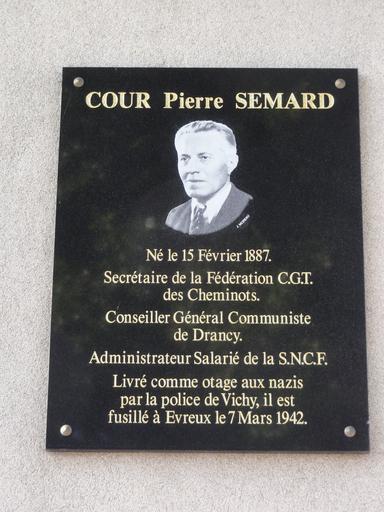 COUR Pierre SEMARD
Né le 15 Février 1887.
Secrétaire de la Fédération C.G.T.
des Cheminots.
Conseiller Général Communiste
de Drancy.
Administrateur Salarié de la S.N.C.F.
Livré comme otage aux nazis
par la police de Vichy, il est
fusillé à Evreux le 7 Mars 1942.